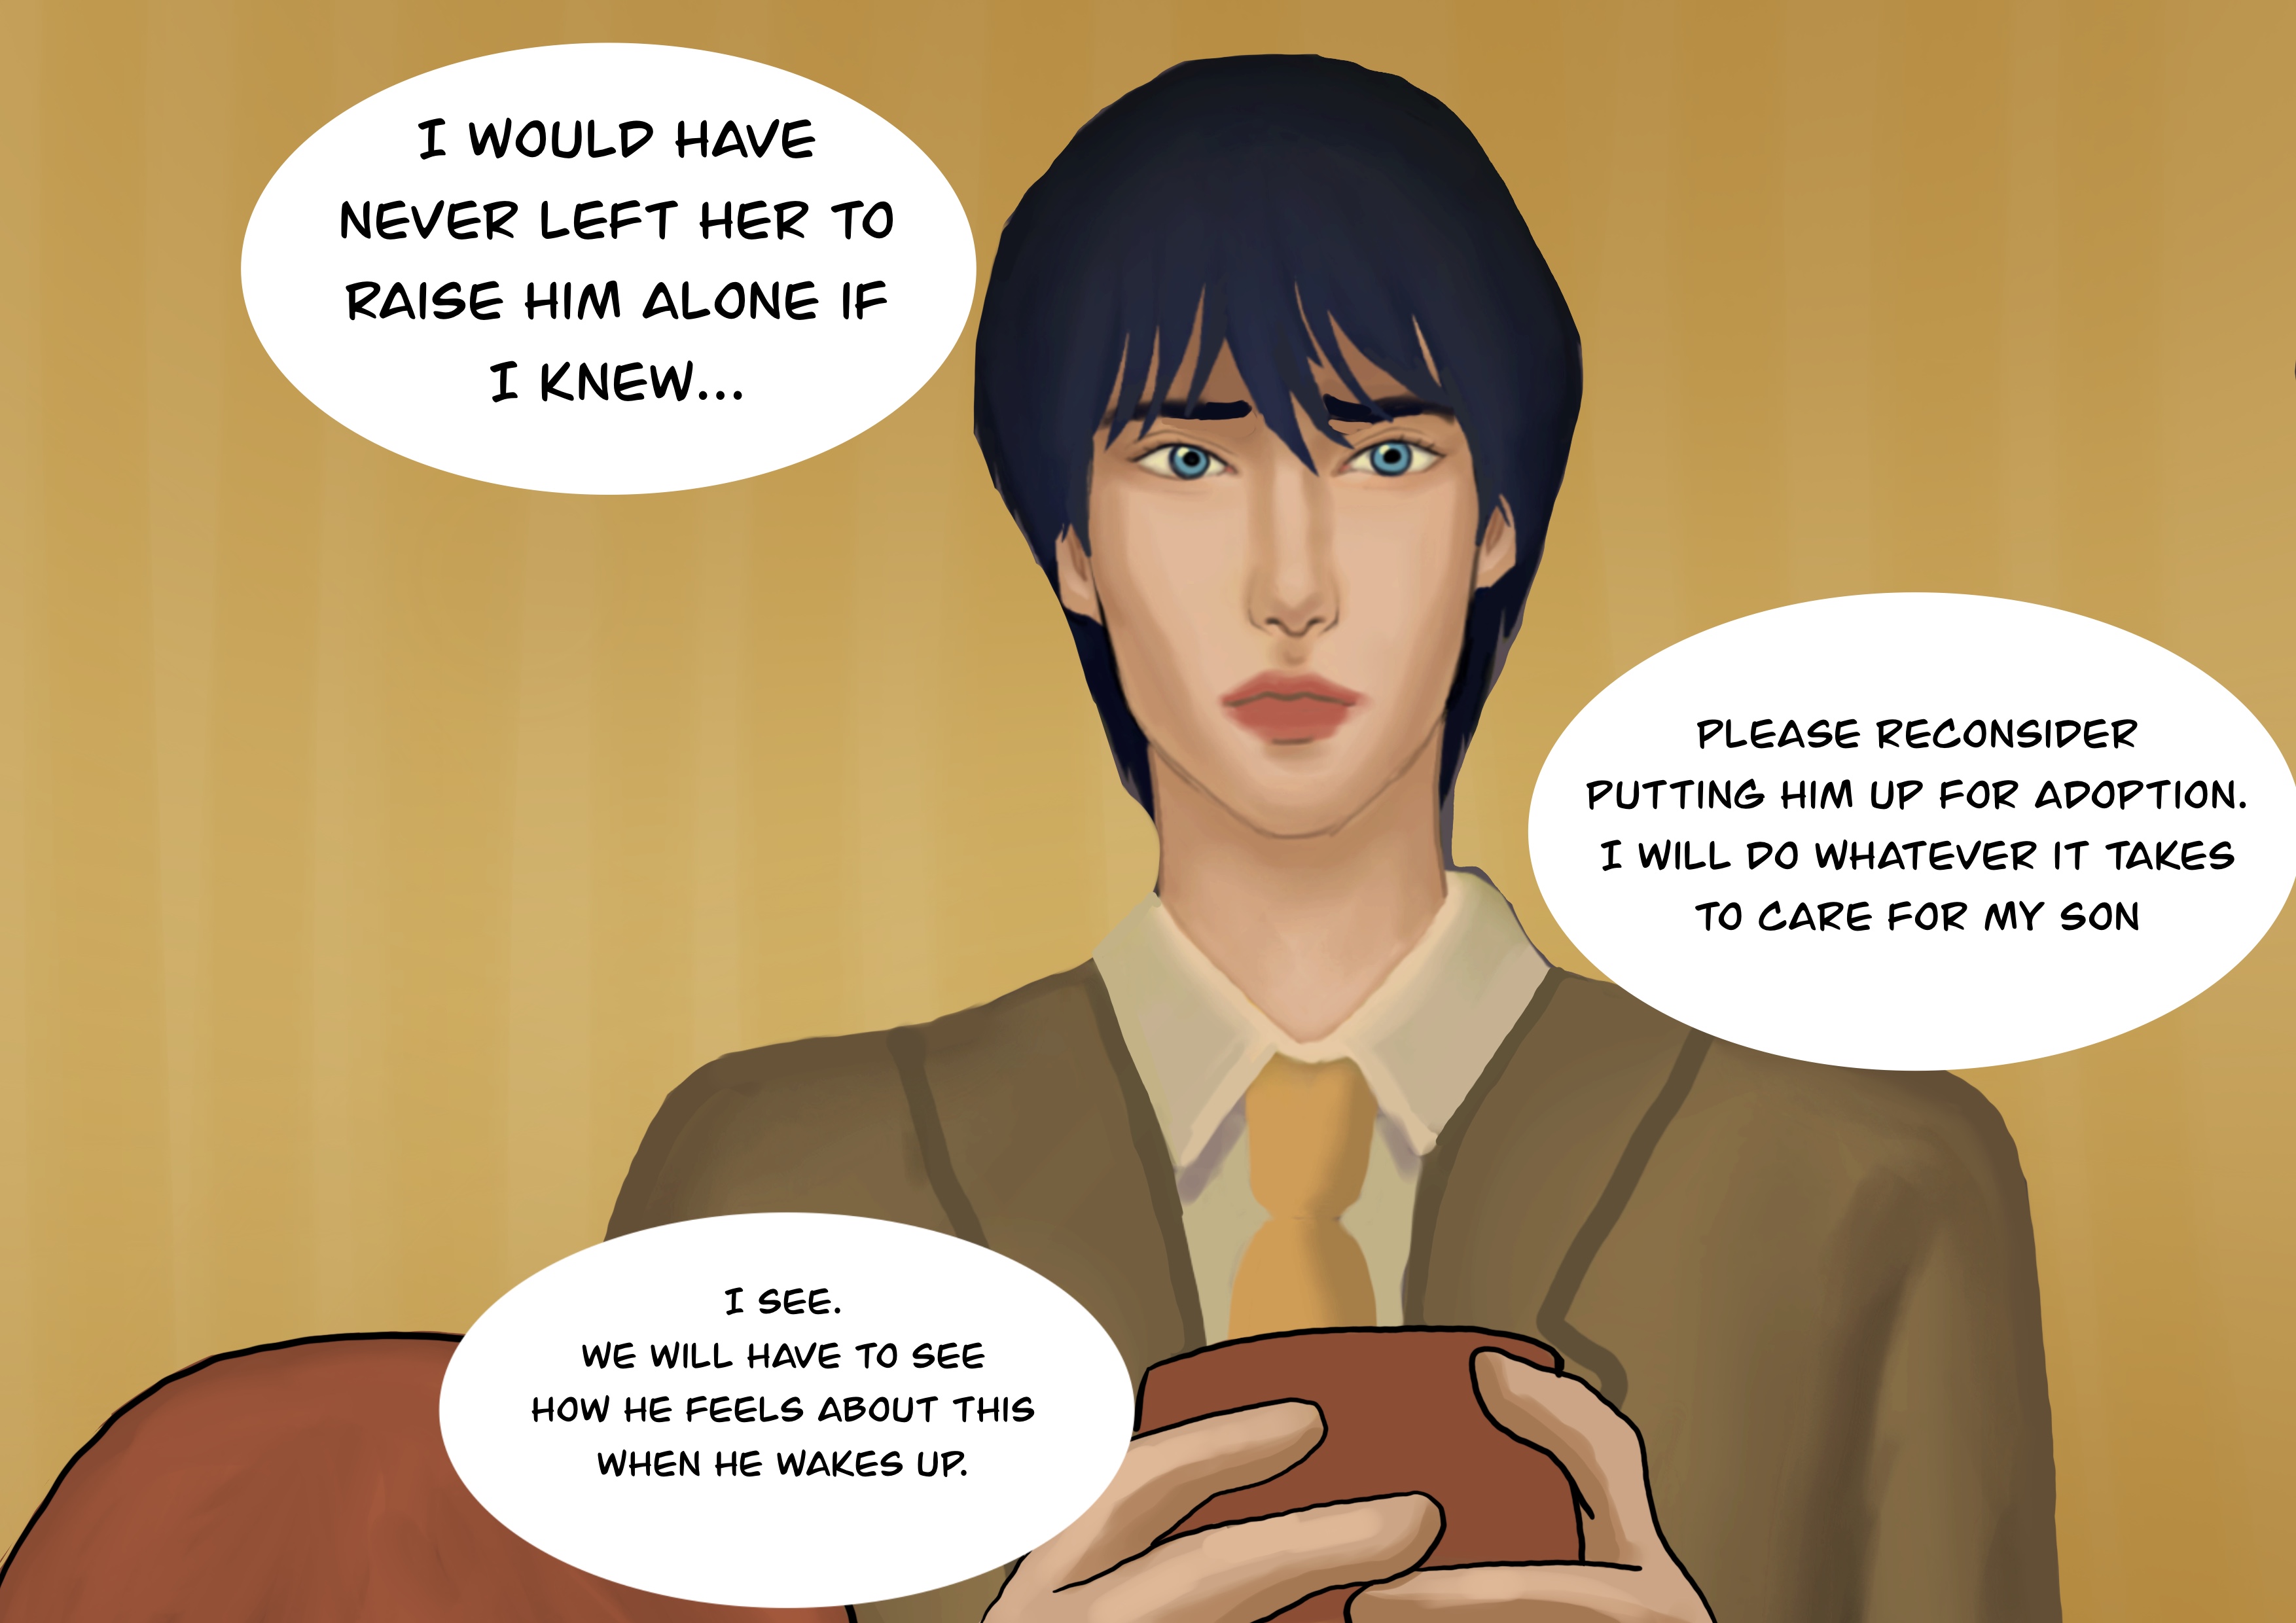 I WOULD HAVE
NEVER LEFT HER TO
RAISE HIM ALONE IF
I KNEW...
PLEASE RECONSIDER
PUTTING HIM UP FOR ADOPTION.
I WILL DO WHATEVER IT TAKES
TO CARE FOR MY SON
I SEE.
WE WILL HAVE TO SEE
HOW HE FEELS ABOUT THIS
WHEN HE WAKES UP.